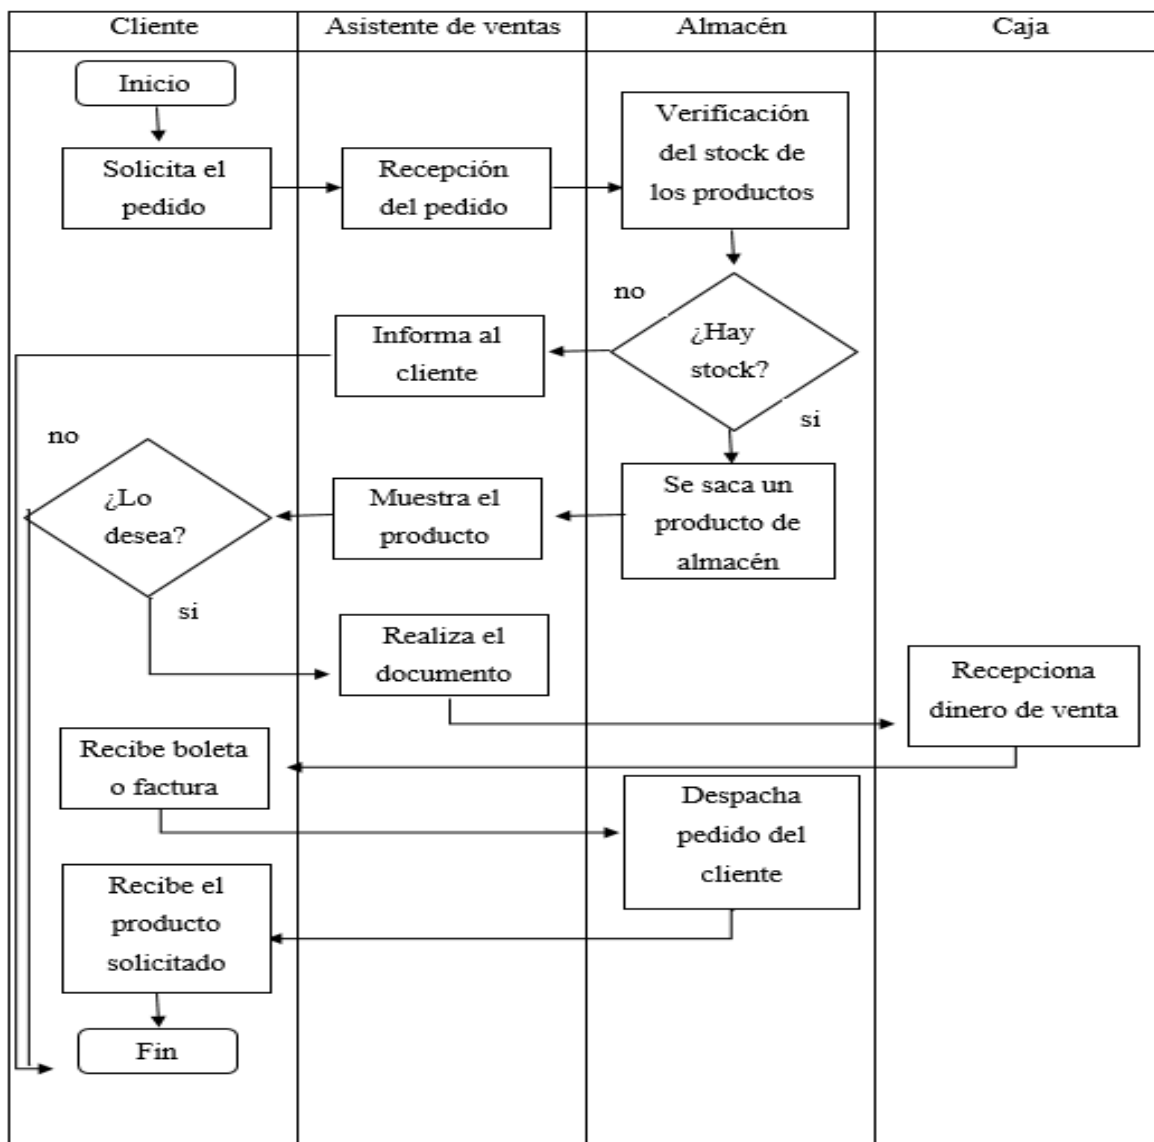 Cliente
Asistente de ventas
Almacén
Caja
Inicio
Solicita el
pedido
Recepción
del pedido
Verificación
del stock de
los productos
no
¿Hay
stock?
si
Informa al
cliente
no
¿Lo
desea?
si
Muestra el
producto
Se saca un
producto de
almacén
Realiza el
documento
Recepciona
dinero de venta
Recibe boleta
o factura
Despacha
pedido del
cliente
Recibe el
producto
solicitado
Fin